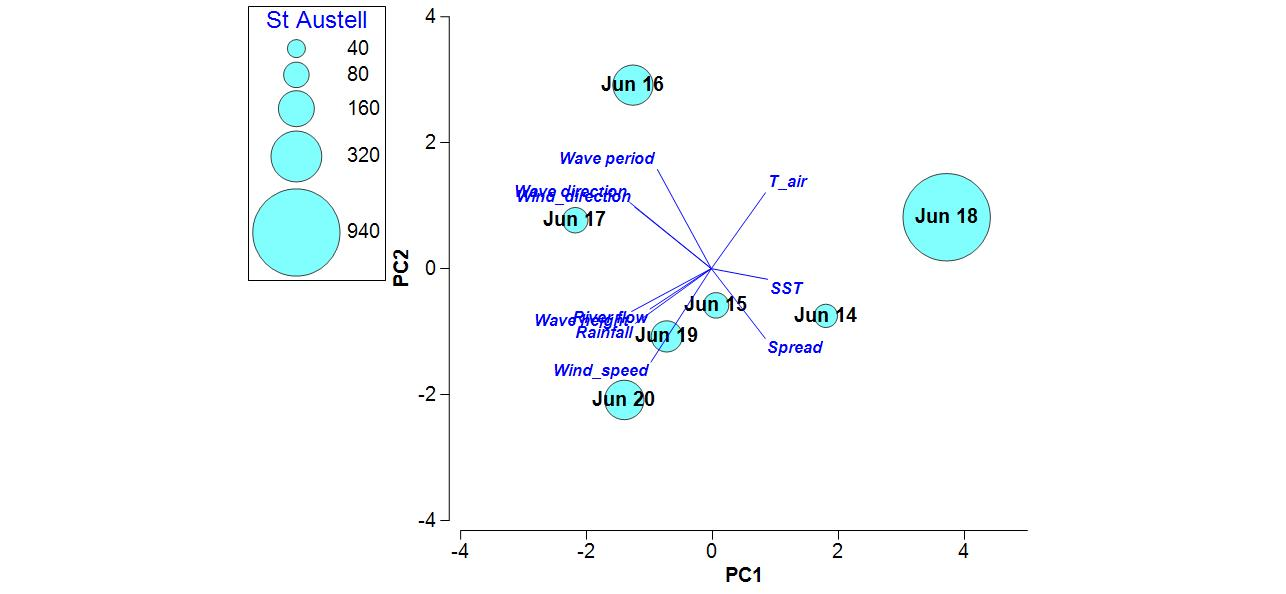 St Austell
40
80
160
320
940
4
2
0
-2
-4
PC2
Jun 16
Wave period
T_air
Wave direction
Wind_direction
Jun 17
Jun 18
SST
Jun 15
Jun 14
River flow
Wave height
Rainfall
Jun 19
Spread
Wind_speed
Jun 20
-4
-2
0
2
4
PC1